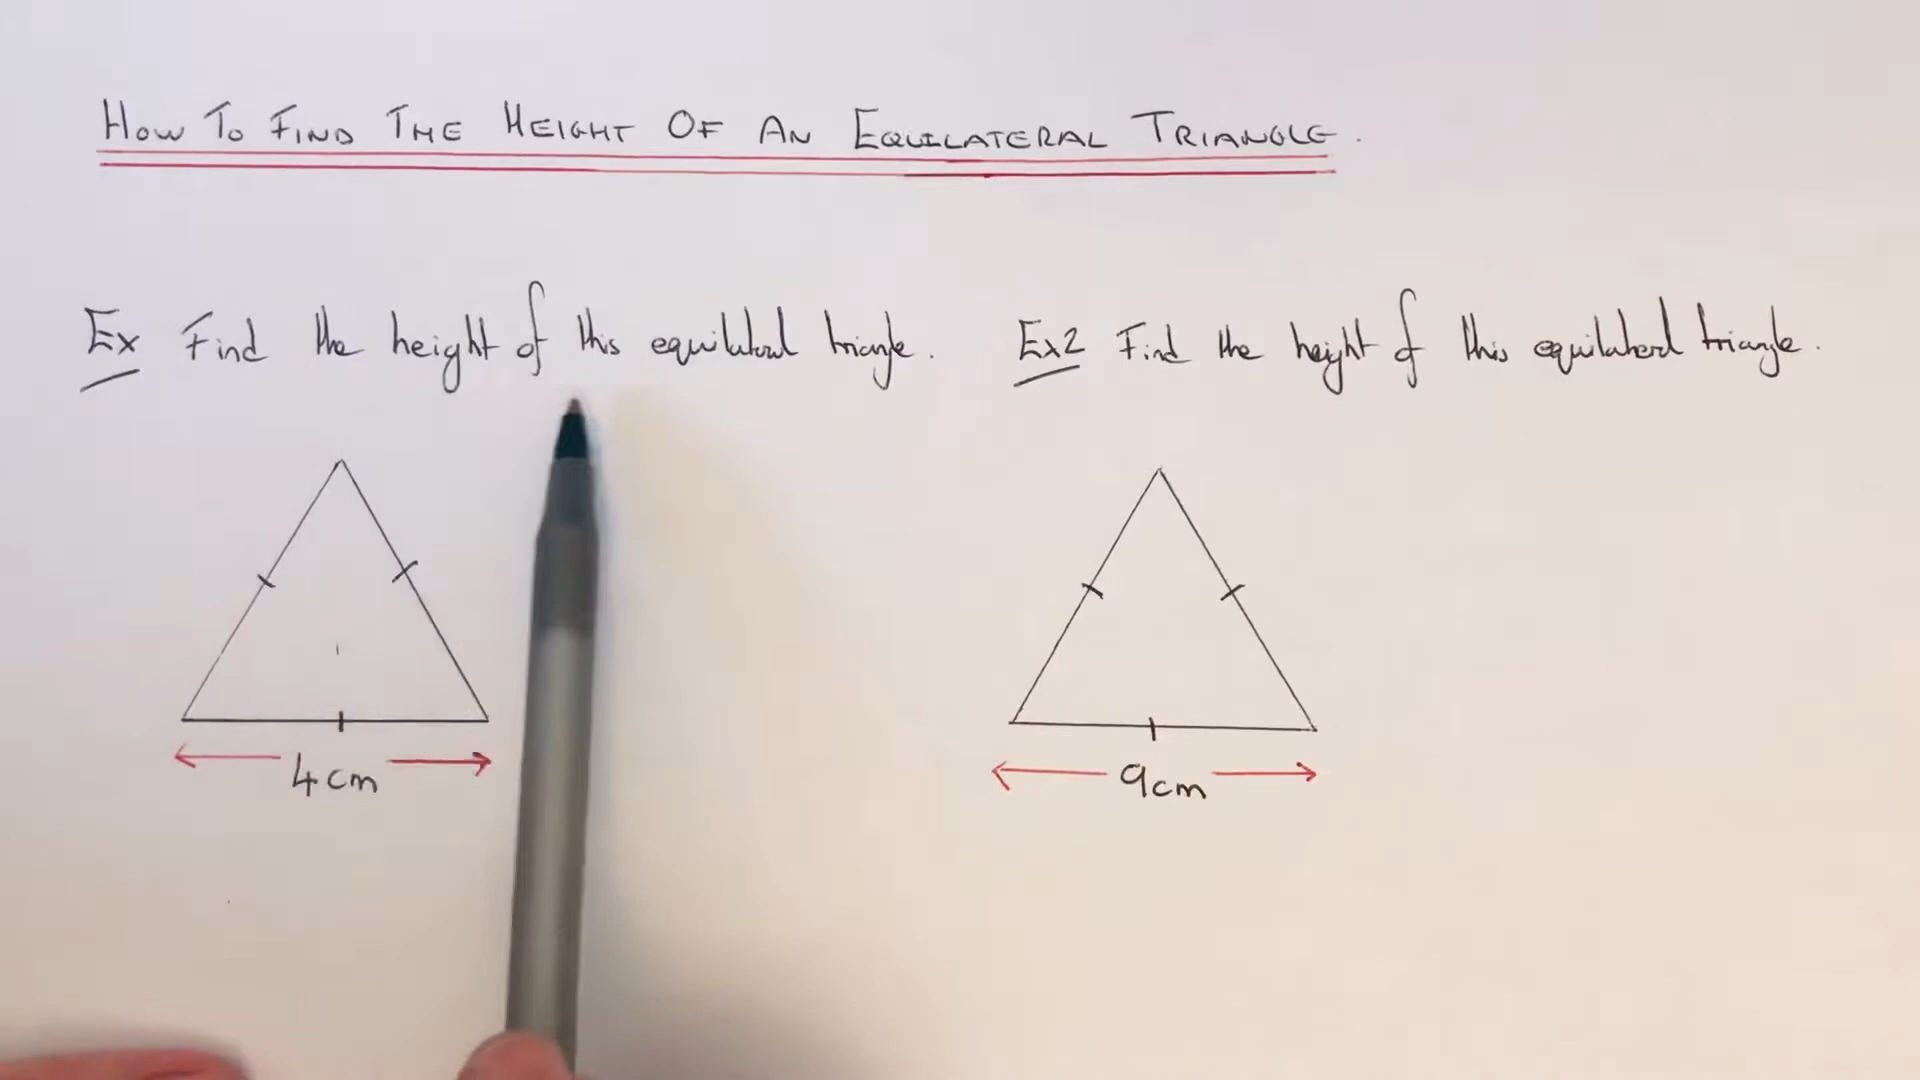 HOW TO FIND THE HEIGHT OF AN EQUILATERAL TRIANGLE.
Ex Find the height of this equilateral triangle.
Ex2 Find the height of this equilateral triangle.
4cm
9cm